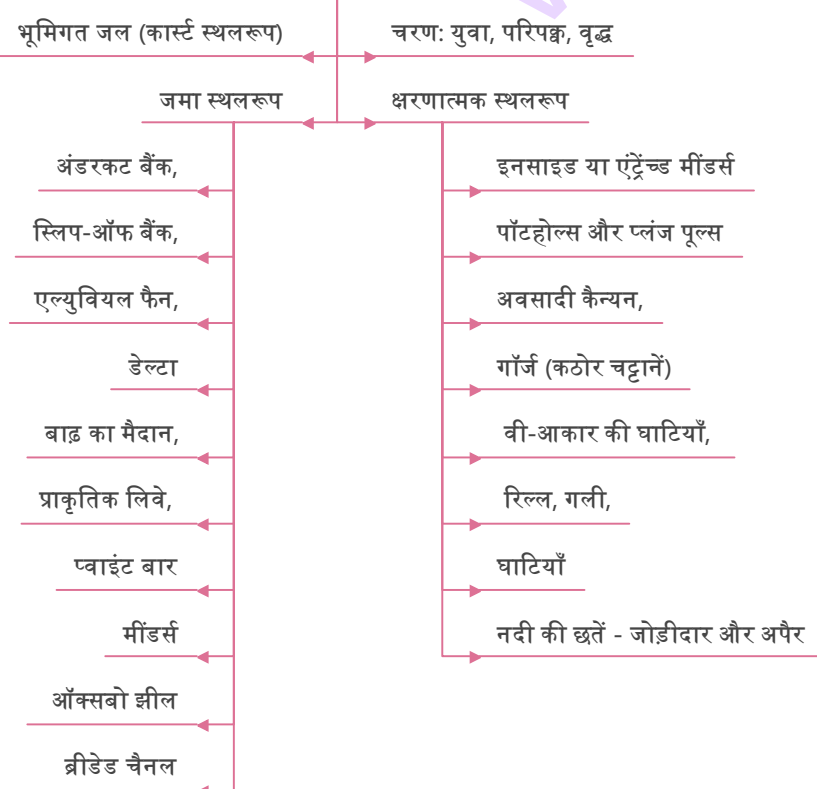 भूमिगत जल (कार्स्ट स्थलरूप)
चरण: युवा, परिपक्व, वृद्ध
जमा स्थलरूप
क्षरणात्मक स्थलरूप
अंडरकट बैंक,
स्लिप-ऑफ बैंक,
एल्युवियल फैन,
डेल्टा
बाढ़ का मैदान,
प्राकृतिक लिवे,
प्वाइंट बार
मींडर्स
ऑक्सबो झील
ब्रीडेड चैनल
इनसाइड या एंट्रेंच्ड मींडर्स
पॉटहोल्स और प्लंज पूल्स
अवसादी कैन्यन,
गॉर्ज (कठोर चट्टानें)
वी-आकार की घाटियाँ,
रिल्ल, गली,
घाटियाँ
नदी की छतें - जोड़ीदार और अपैर